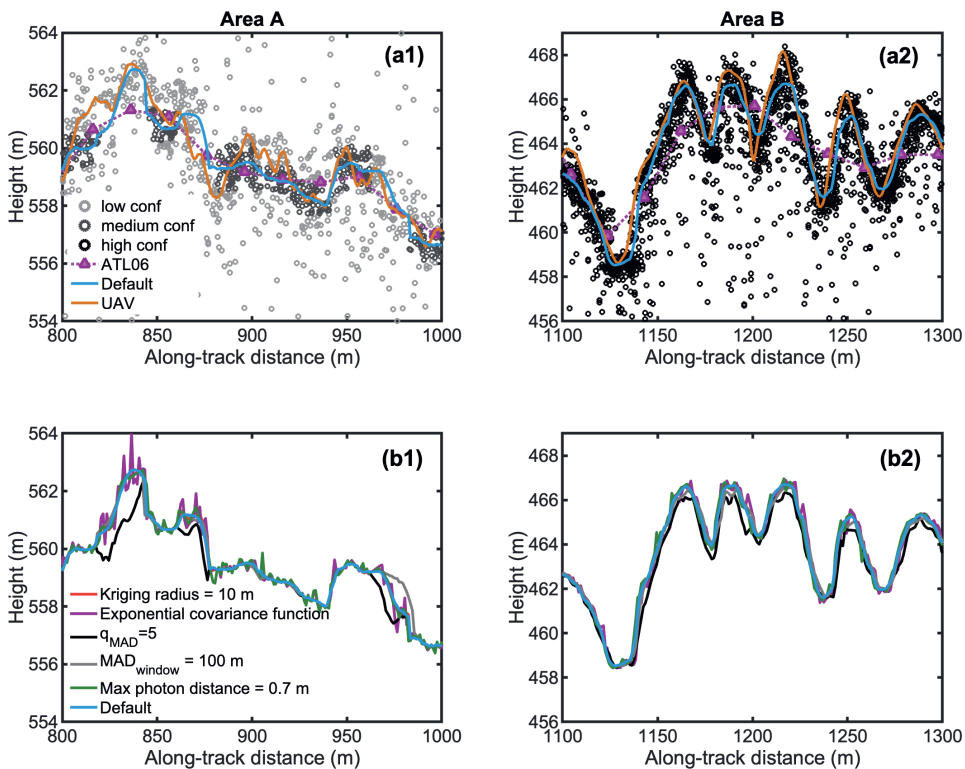 Area A
Area B
564
562
560
558
556
554
Height (m)
(a1)
low conf
medium conf
high conf
ATL06
Default
UAV
800
850
900
950
1000
Along-track distance (m)
468
466
464
462
460
458
456
Height (m)
(a2)
1100
1150
1200
1250
1300
Along-track distance (m)
564
562
560
558
556
554
Height (m)
(b1)
Kriging radius = 10 m
Exponential covariance function
qMAD=5
MADwindow = 100 m
Max photon distance = 0.7 m
Default
800
850
900
950
1000
Along-track distance (m)
468
466
464
462
460
458
456
Height (m)
(b2)
1100
1150
1200
1250
1300
Along-track distance (m)